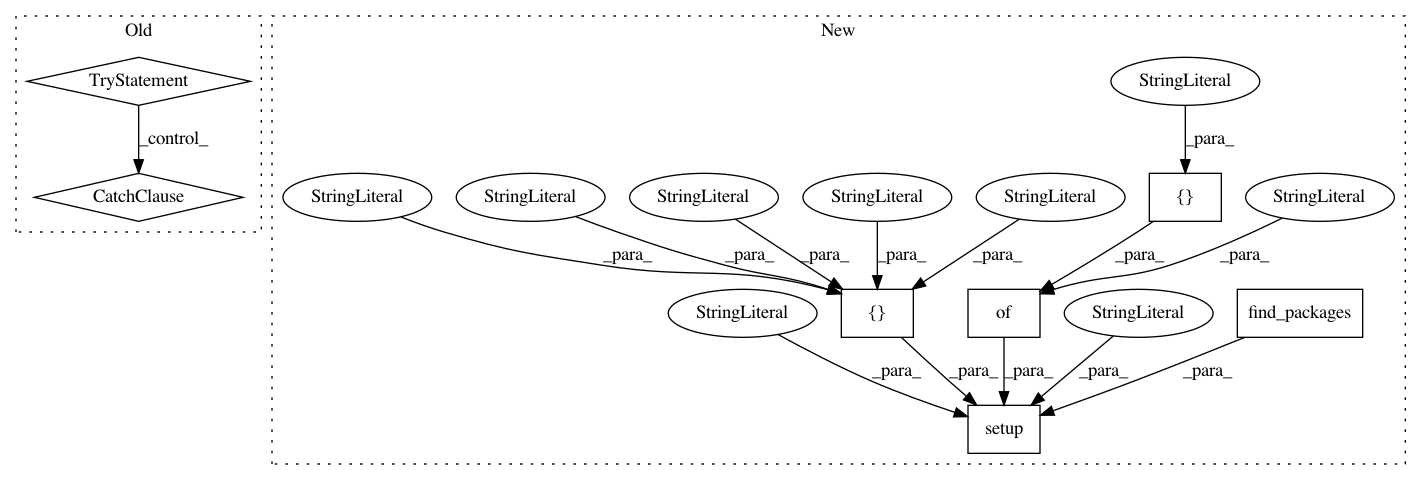 Old
New
TryStatement
StringLiteral
_control_
_para_
CatchClause
StringLiteral
StringLiteral
StringLiteral
StringLiteral
StringLiteral
{}
StringLiteral
_para_
_para_
_para_
_para_
_para_
_para_
_para_
StringLiteral
{}
of
StringLiteral
find_packages
_para_
_para_
_para_
_para_
_para_
setup